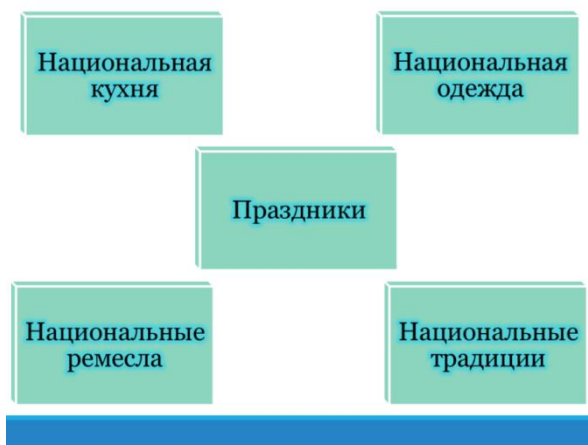 Национальная
кухня
Национальная
одежда
Праздники
Национальные
ремесла
Национальные
традиции